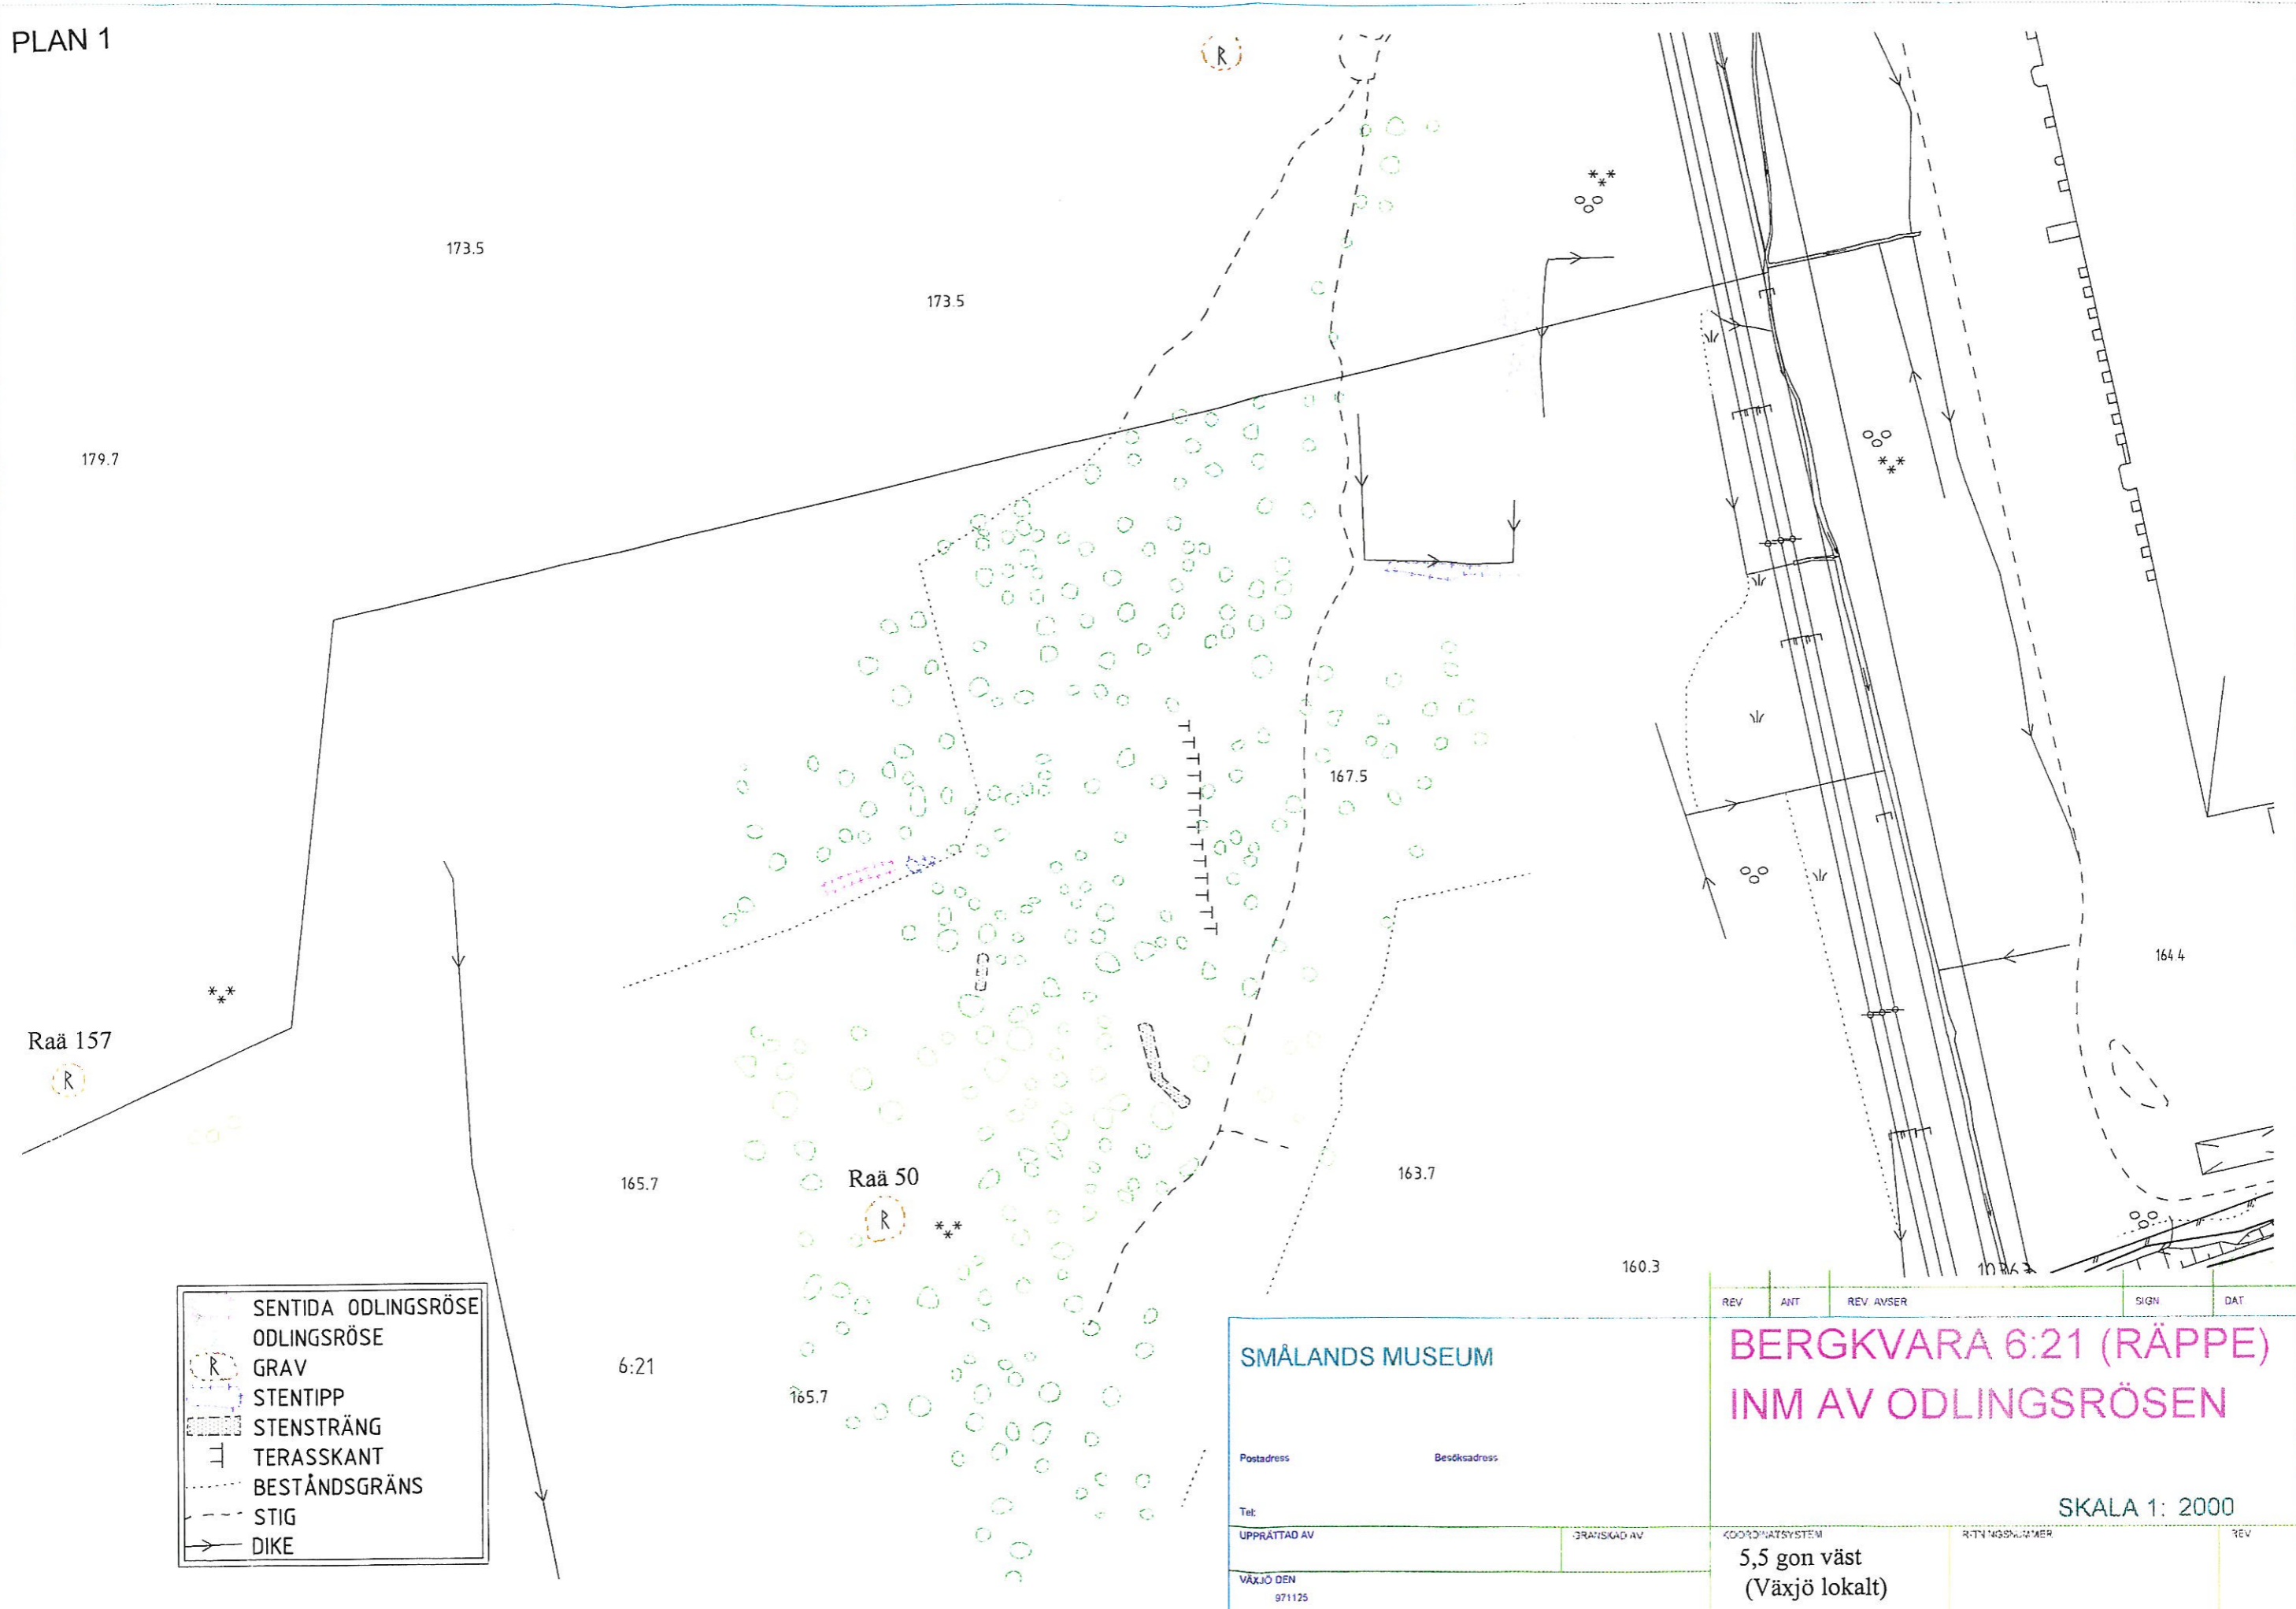 PLAN 1
R
173.5
173.5
179.7
167.5
164.4
Raä 157
R
165.7
Raä 50
R
163.7
160.3
6:21
165.7
SENTIDA ODLINGSRÖSE
ODLINGSRÖSE
R GRAV
STENTIPP
STENSTRÄNG
TERASSKANT
BESTÅNDSGRÄNS
STIG
DIKE
REV ANT REV. AVSER SIGN DAT
SMÅLANDS MUSEUM
BERGKVARA 6:21 (RÄPPE)
INM AV ODLINGSRÖSEN
Postadress Besöksadress
Tel:
SKALA 1: 2000
UPPRÄTTAD AV GRANSKAD AV KOORDINATSYSTEM RITNINGSNUMMER REV
5,5 gon väst
(Växjö lokalt)
VÄXJÖ DEN
971125